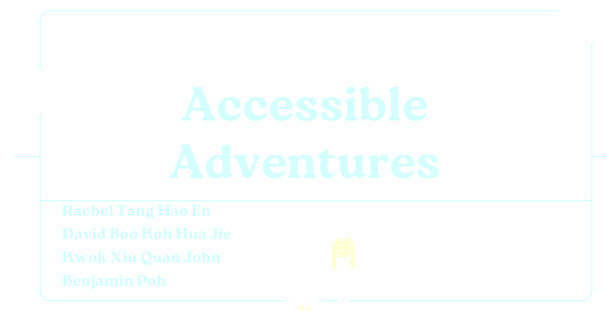 Accessible
Adventures
Rachel Tang Hao En
David Boo Koh Hua Jie
Kwok Xiu Quan John
Benjamin Poh